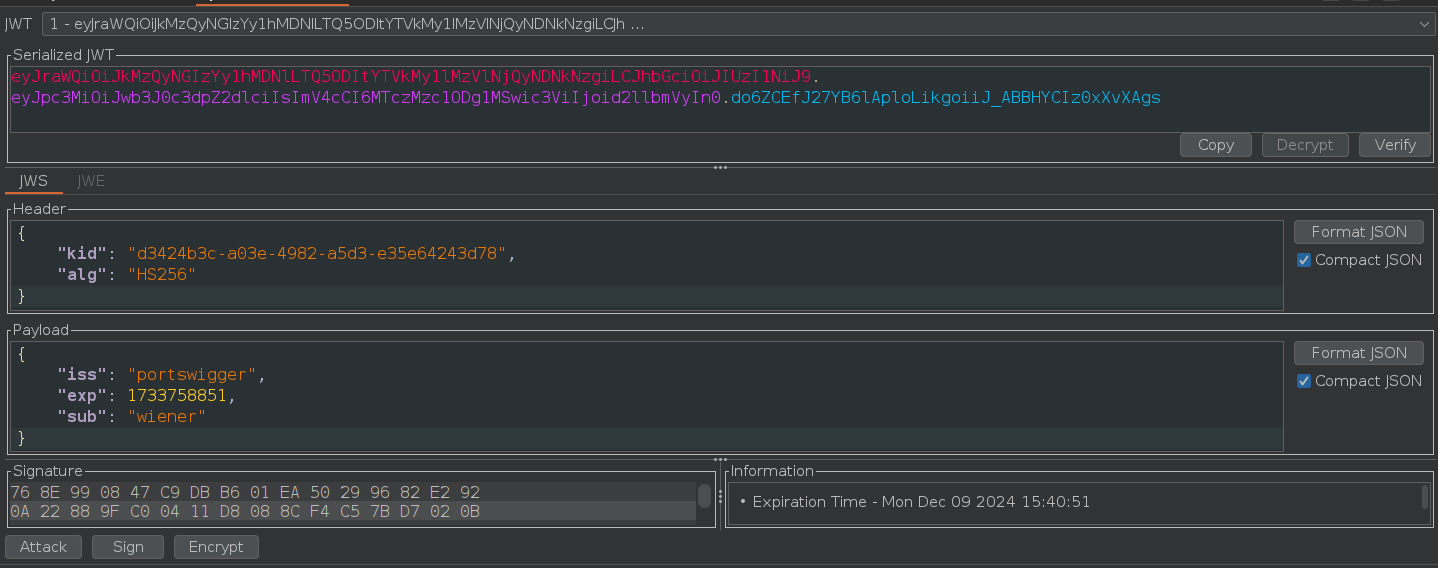 JWT 1 - eyJraWQiOiJkMzQyNGIzYy1hMDNlLTQ5ODItYTVkMy1lMzVlNjQyNDNkNzgiLCJh ...
Serialized JWT
eyJraWQiOiJkMzQyNGIzYy1hMDNlLTQ5ODItYTVkMy1lMzVlNjQyNDNkNzgiLCJhbGciOiJIUzI1NiJ9.
eyJpc3MiOiJwb3J0c3dpZ2dlciIsImV4cCI6MTczMzc1ODg1MSwic3ViIjoid2llbmVyIn0.do6ZCEfJ27YB6lAploLikgoiiJ_ABBHYCIz0xXvXAgs
Copy Decrypt Verify
JWS JWE
Header
{
    "kid": "d3424b3c-a03e-4982-a5d3-e35e64243d78",
    "alg": "HS256"
}
Format JSON
Compact JSON
Payload
{
    "iss": "portswigger",
    "exp": 1733758851,
    "sub": "wiener"
}
Format JSON
Compact JSON
Signature
76 8E 99 08 47 C9 DB B6 01 EA 50 29 96 82 E2 92
0A 22 88 9F C0 04 11 D8 08 8C F4 C5 7B D7 02 0B
Information
• Expiration Time - Mon Dec 09 2024 15:40:51
Attack Sign Encrypt